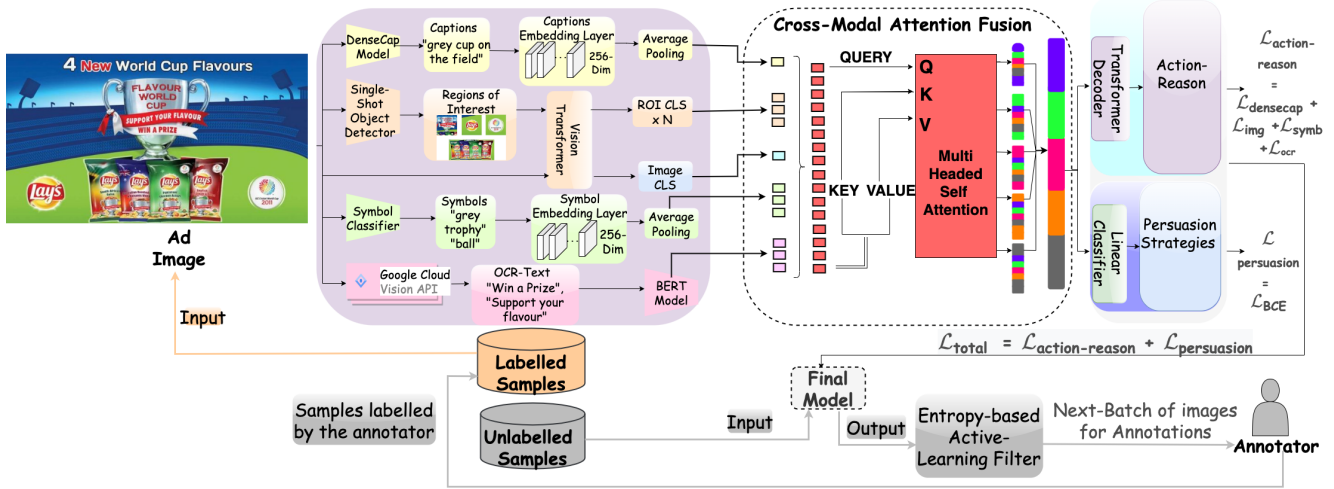 4 New World Cup Flavours
FLAVOUR
WORLD
CUP
SUPPORT YOUR FLAVOUR
WIN A PRIZE
Lay's
2011
Ad
Image
Input
DenseCap
Model
Captions
"grey cup on
the field"
Captions
Embedding Layer
256-
Dim
Average
Pooling
Single-
Shot
Object
Detector
Regions of
Interest
Vision
Transformer
ROI CLS
x N
Image
CLS
Symbol
Classifier
Symbols
"grey
trophy"
"ball"
Symbol
Embedding Layer
256-
Dim
Average
Pooling
Google Cloud
Vision API
OCR-Text
"Win a Prize",
"Support your
flavour"
BERT
Model
Cross-Modal Attention Fusion
QUERY
KEY VALUE
Q
K
V
Multi
Headed
Self
Attention
Transformer
Decoder
Action-
Reason
ℒaction-
reason
=
ℒdensecap +
ℒimg +ℒsymb
+ℒocr
Linear
Classifier
Persuasion
Strategies
ℒ
persuasion
=
ℒBCE
ℒtotal = ℒaction-reason + ℒpersuasion
Labelled
Samples
Unlabelled
Samples
Samples labelled
by the annotator
Input
Final
Model
Output
Entropy-based
Active-
Learning Filter
Next-Batch of images
for Annotations
Annotator